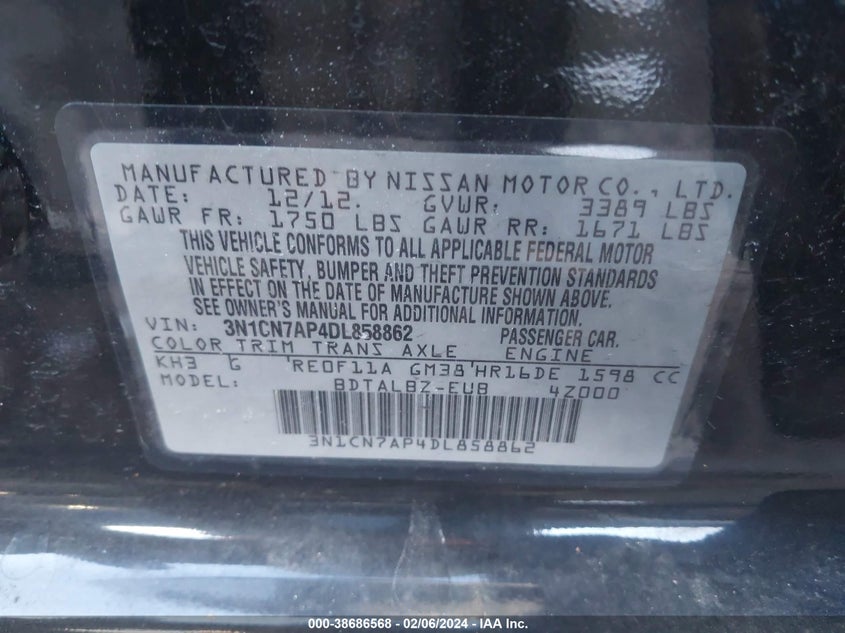 MANUFACTURED BY NISSAN MOTOR CO., LTD.
DATE: 12/12. GVWR: 3389 LBS
GAWR FR: 1750 LBS GAWR RR: 1671 LBS
THIS VEHICLE CONFORMS TO ALL APPLICABLE FEDERAL MOTOR
VEHICLE SAFETY, BUMPER AND THEFT PREVENTION STANDARDS
IN EFFECT ON THE DATE OF MANUFACTURE SHOWN ABOVE.
SEE OWNER'S MANUAL FOR ADDITIONAL INFORMATION.
VIN: 3N1CN7AP4DL858862 PASSENGER CAR.
COLOR TRIM TRANS AXLE ENGINE
KH3 G RE0F11A GM38 HR16DE 1598 CC
MODEL: BDTALBZ-EUB 4Z000
3N1CN7AP4DL858862
000-38686568 - 02/06/2024 - IAA Inc.